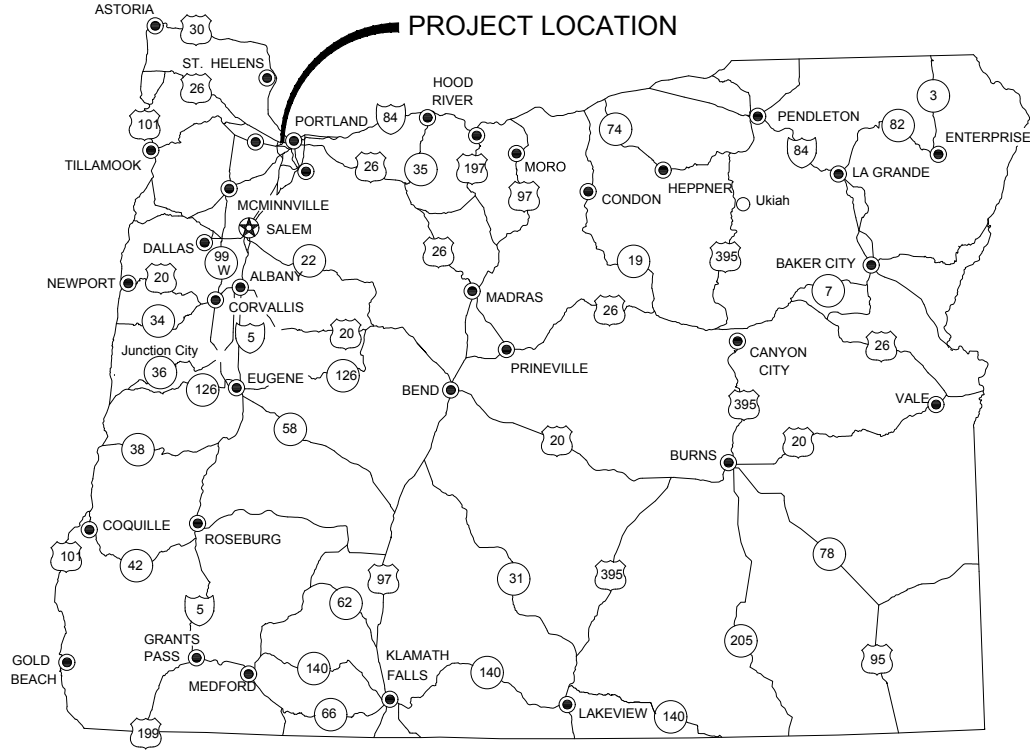 PROJECT LOCATION
ASTORIA
30
ST. HELENS
26
101
TILLAMOOK
PORTLAND
84
HOOD
RIVER
26
35
197
MORO
97
74
HEPPNER
CONDON
PENDLETON
84
3
82
ENTERPRISE
LA GRANDE
Ukiah
MCMINNVILLE
SALEM
DALLAS
99
W
22
ALBANY
NEWPORT
20
CORVALLIS
34
5
20
26
MADRAS
19
395
26
BAKER CITY
7
26
Junction City
36
126
EUGENE
126
PRINEVILLE
BEND
CANYON
CITY
395
VALE
58
20
BURNS
20
38
COQUILLE
ROSEBURG
101
42
97
31
395
78
5
62
GRANTS
PASS
GOLD
BEACH
MEDFORD
140
KLAMATH
FALLS
140
66
199
LAKEVIEW
140
205
95